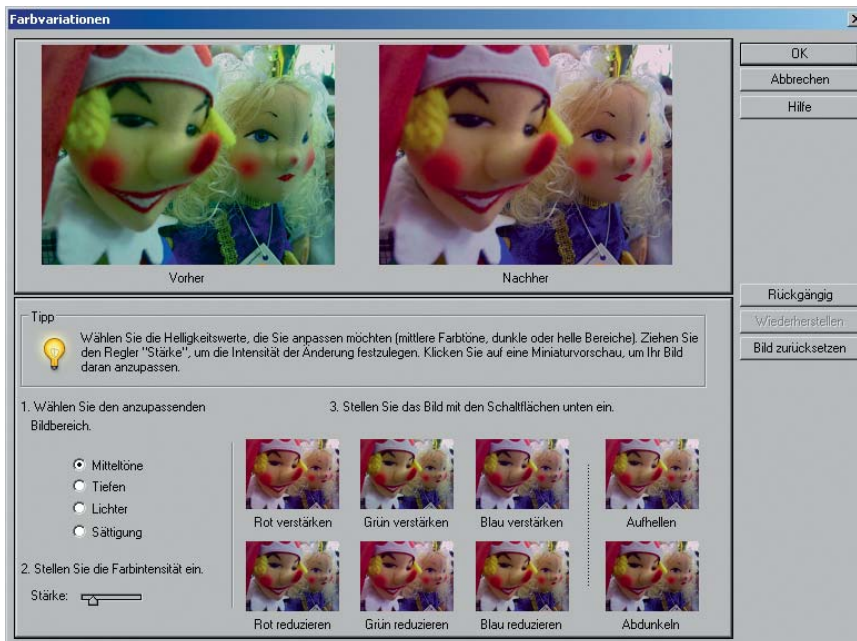 Farbvariationen
OK
Abbrechen
Hilfe
Vorher
Nachher
Rückgängig
Wiederherstellen
Bild zurücksetzen
Tipp
Wählen Sie die Helligkeitswerte, die Sie anpassen möchten (mittlere Farbtöne, dunkle oder helle Bereiche). Ziehen Sie
den Regler "Stärke", um die Intensität der Änderung festzulegen. Klicken Sie auf eine Miniaturvorschau, um Ihr Bild
daran anzupassen.
1. Wählen Sie den anzupassenden
Bildbereich.
Mitteltöne
Tiefen
Lichter
Sättigung
2. Stellen Sie die Farbintensität ein.
Stärke:
3. Stellen Sie das Bild mit den Schaltflächen unten ein.
Rot verstärken
Grün verstärken
Blau verstärken
Aufhellen
Rot reduzieren
Grün reduzieren
Blau reduzieren
Abdunkeln